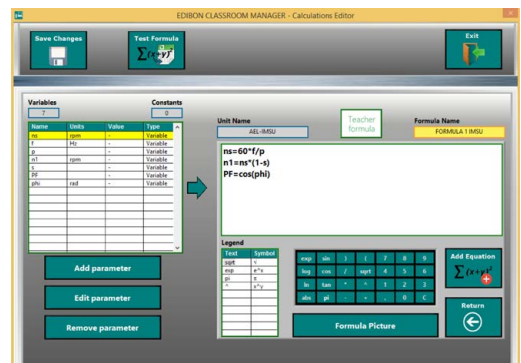 EDIBON CLASSROOM MANAGER - Calculations Editor
Save Changes
Test Formula
Σ(x+y)²
Exit
Variables
Constants
7
0
Name Units Value Type
ns rpm - Variable
f Hz - Variable
p - Variable
n1 rpm - Variable
s - Variable
PF - Variable
phi rad - Variable
Add parameter
Edit parameter
Remove parameter
Unit Name
AEL-IMSU
Teacher
formula
Formula Name
FORMULA 1 IMSU
ns=60*f/p
n1=ns*(1-s)
PF=cos(phi)
Legend
Text Symbol
sqrt √
exp e^x
pi π
^ x^y
exp sin ) ( 7 8 9
log cos / sqrt 4 5 6
ln tan * ^ 1 2 3
abs pi - + . 0 C
Formula Picture
Add Equation
Σ(x+y)²
Return